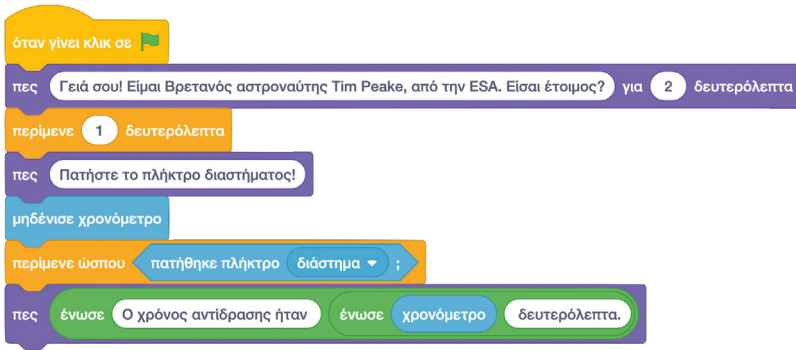 όταν γίνει κλικ σε
πες Γειά σου! Είμαι Βρετανός αστροναύτης Tim Peake, από την ESA. Είσαι έτοιμος? για 2 δευτερόλεπτα
περίμενε 1 δευτερόλεπτα
πες Πατήστε το πλήκτρο διαστήματος!
μηδένισε χρονόμετρο
περίμενε ώσπου πατήθηκε πλήκτρο διάστημα ;
πες ένωσε Ο χρόνος αντίδρασης ήταν ένωσε χρονόμετρο δευτερόλεπτα.